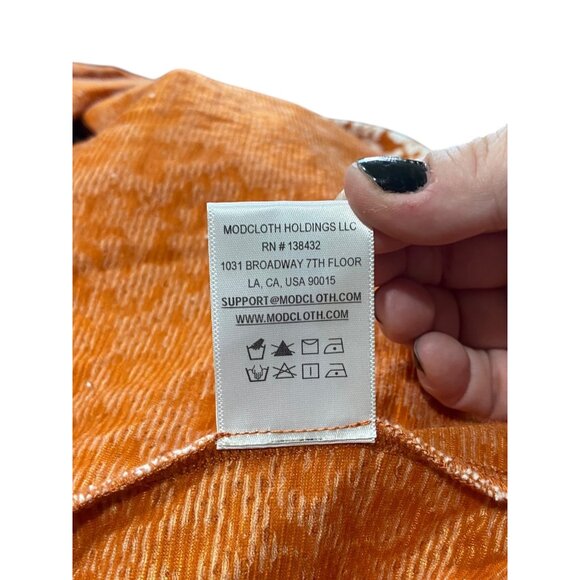 MODCLOTH HOLDINGS LLC
RN # 138432
1031 BROADWAY 7TH FLOOR
LA, CA, USA 90015
SUPPORT@MODCLOTH.COM
WWW.MODCLOTH.COM